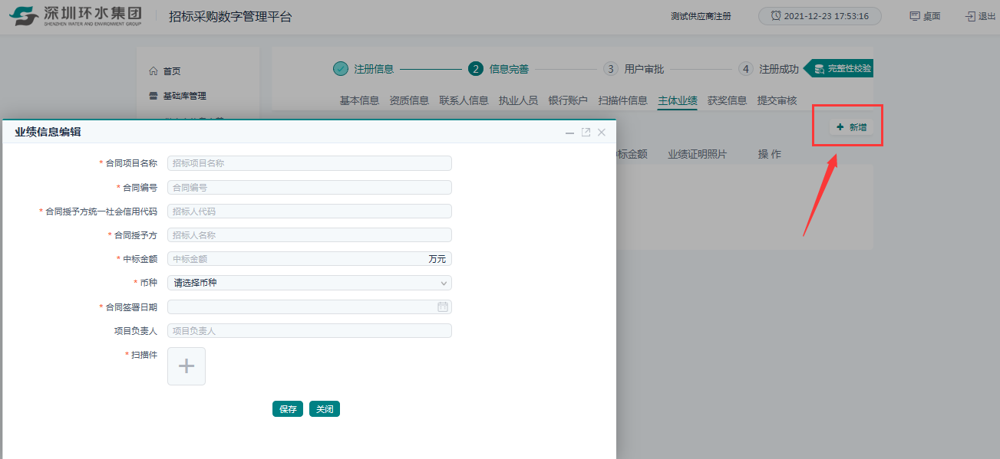 深圳环水集团
SHENZHEN WATER AND ENVIRONMENT GROUP
招标采购数字管理平台
测试供应商注册
2021-12-23 17:53:16
桌面
退出
首页
基础库管理
注册信息
2 信息完善
3 用户审批
4 注册成功
完整性校验
基本信息 资质信息 联系人信息 执业人员 银行账户 扫描件信息 主体业绩 获奖信息 提交审核
新增
标金额 业绩证明照片 操 作
业绩信息编辑
* 合同项目名称 招标项目名称
* 合同编号 合同编号
* 合同授予方统一社会信用代码 招标人代码
* 合同授予方 招标人名称
* 中标金额 中标金额 万元
* 币种 请选择币种
* 合同签署日期
项目负责人 项目负责人
* 扫描件
保存 关闭